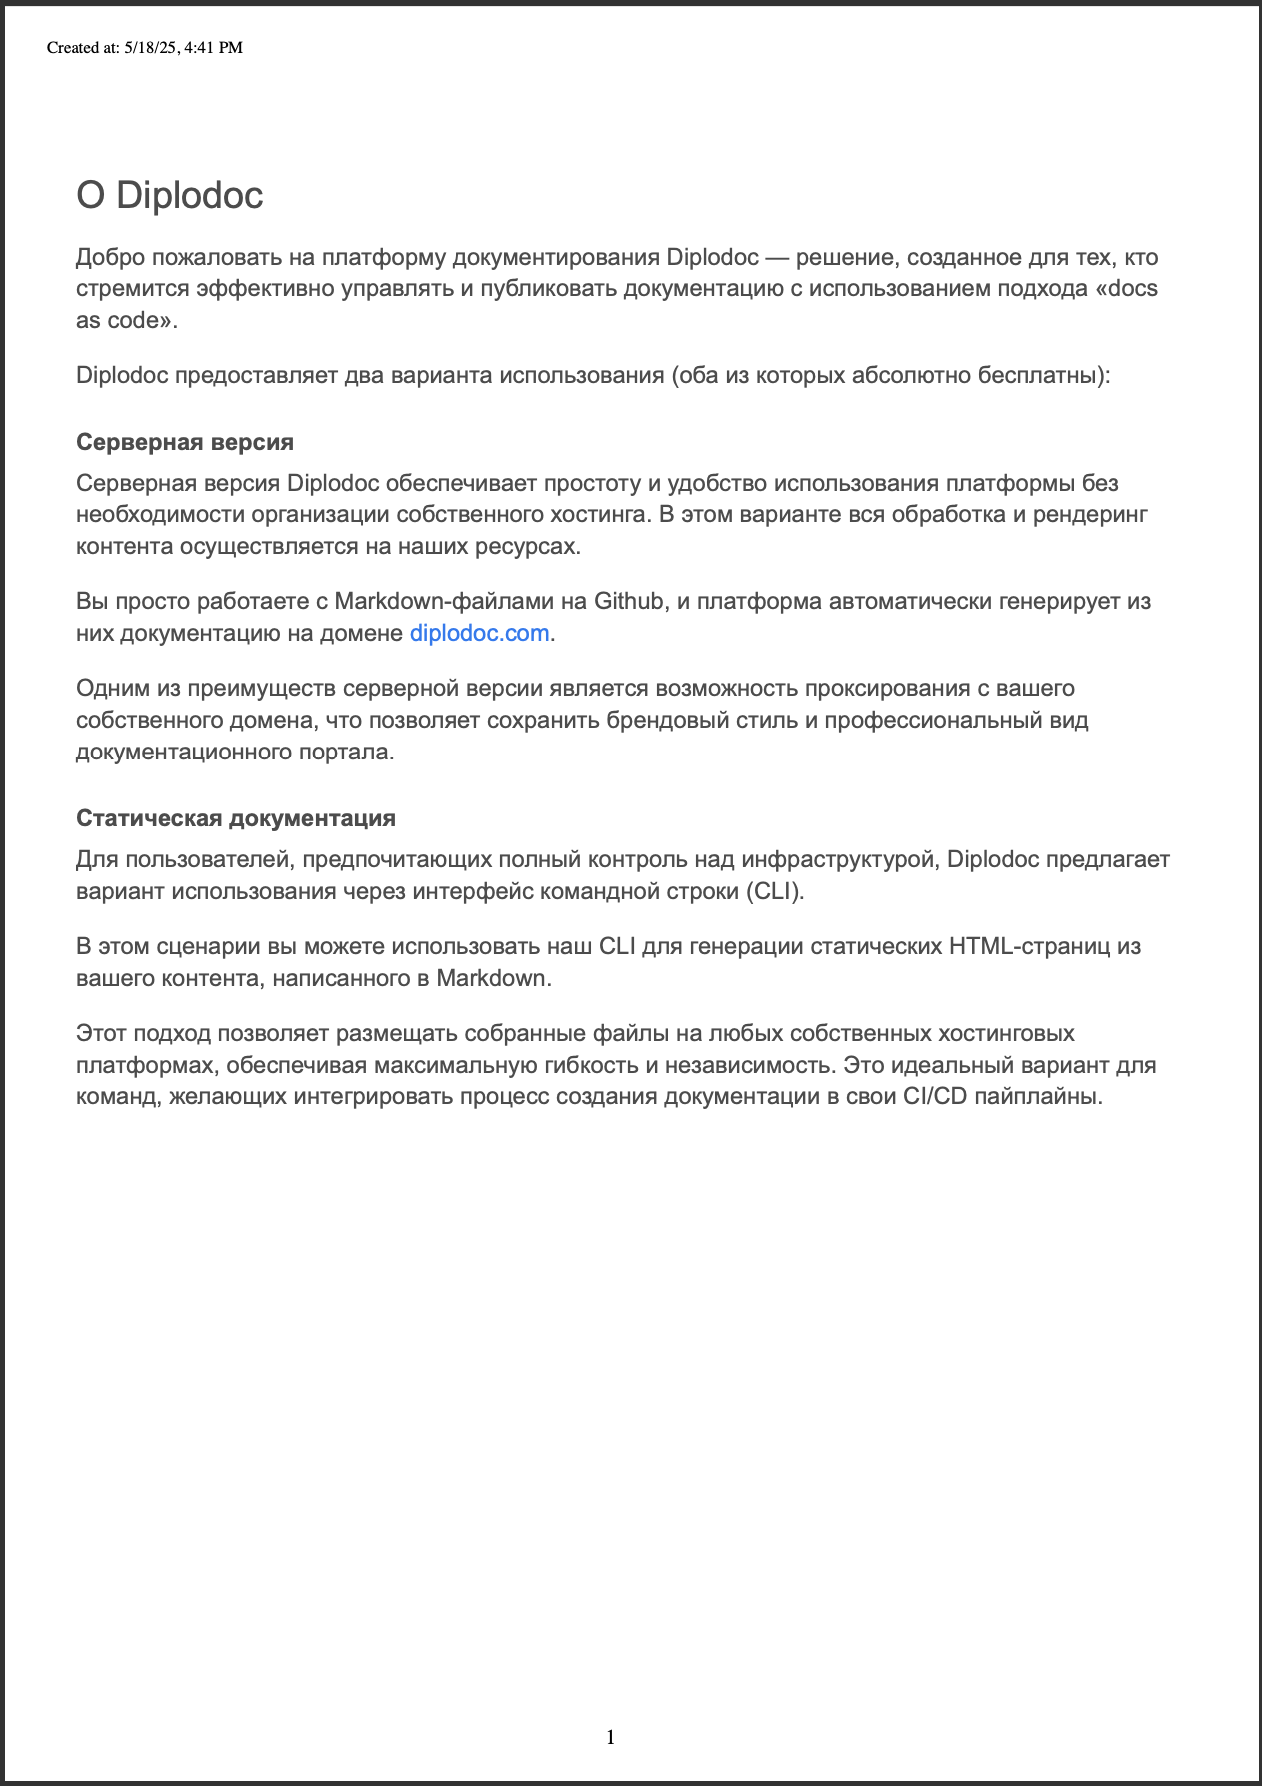 Created at: 5/18/25, 4:41 PM
О Diplodoc
Добро пожаловать на платформу документирования Diplodoc — решение, созданное для тех, кто
стремится эффективно управлять и публиковать документацию с использованием подхода «docs
as code».
Diplodoc предоставляет два варианта использования (оба из которых абсолютно бесплатны):
Серверная версия
Серверная версия Diplodoc обеспечивает простоту и удобство использования платформы без
необходимости организации собственного хостинга. В этом варианте вся обработка и рендеринг
контента осуществляется на наших ресурсах.
Вы просто работаете с Markdown-файлами на Github, и платформа автоматически генерирует из
них документацию на домене diplodoc.com.
Одним из преимуществ серверной версии является возможность проксирования с вашего
собственного домена, что позволяет сохранить брендовый стиль и профессиональный вид
документационного портала.
Статическая документация
Для пользователей, предпочитающих полный контроль над инфраструктурой, Diplodoc предлагает
вариант использования через интерфейс командной строки (CLI).
В этом сценарии вы можете использовать наш CLI для генерации статических HTML-страниц из
вашего контента, написанного в Markdown.
Этот подход позволяет размещать собранные файлы на любых собственных хостинговых
платформах, обеспечивая максимальную гибкость и независимость. Это идеальный вариант для
команд, желающих интегрировать процесс создания документации в свои CI/CD пайплайны.
1